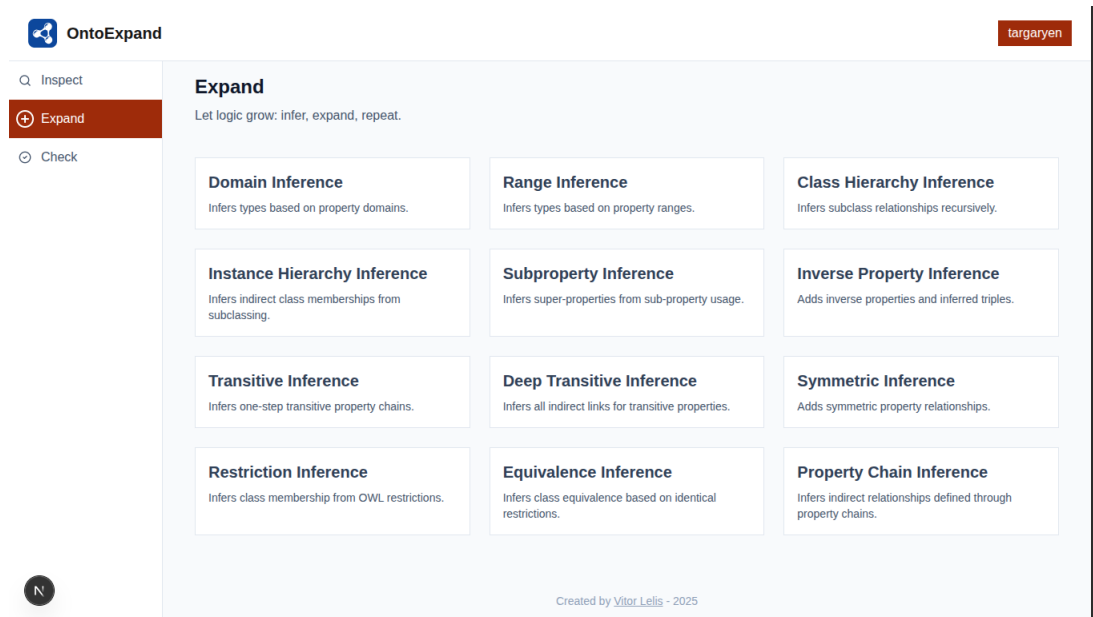 OntoExpand
targaryen
Inspect
Expand
Check
Expand
Let logic grow: infer, expand, repeat.
Domain Inference
Infers types based on property domains.
Range Inference
Infers types based on property ranges.
Class Hierarchy Inference
Infers subclass relationships recursively.
Instance Hierarchy Inference
Infers indirect class memberships from
subclassing.
Subproperty Inference
Infers super-properties from sub-property usage.
Inverse Property Inference
Adds inverse properties and inferred triples.
Transitive Inference
Infers one-step transitive property chains.
Deep Transitive Inference
Infers all indirect links for transitive properties.
Symmetric Inference
Adds symmetric property relationships.
Restriction Inference
Infers class membership from OWL restrictions.
Equivalence Inference
Infers class equivalence based on identical
restrictions.
Property Chain Inference
Infers indirect relationships defined through
property chains.
N
Created by Vitor Lelis - 2025